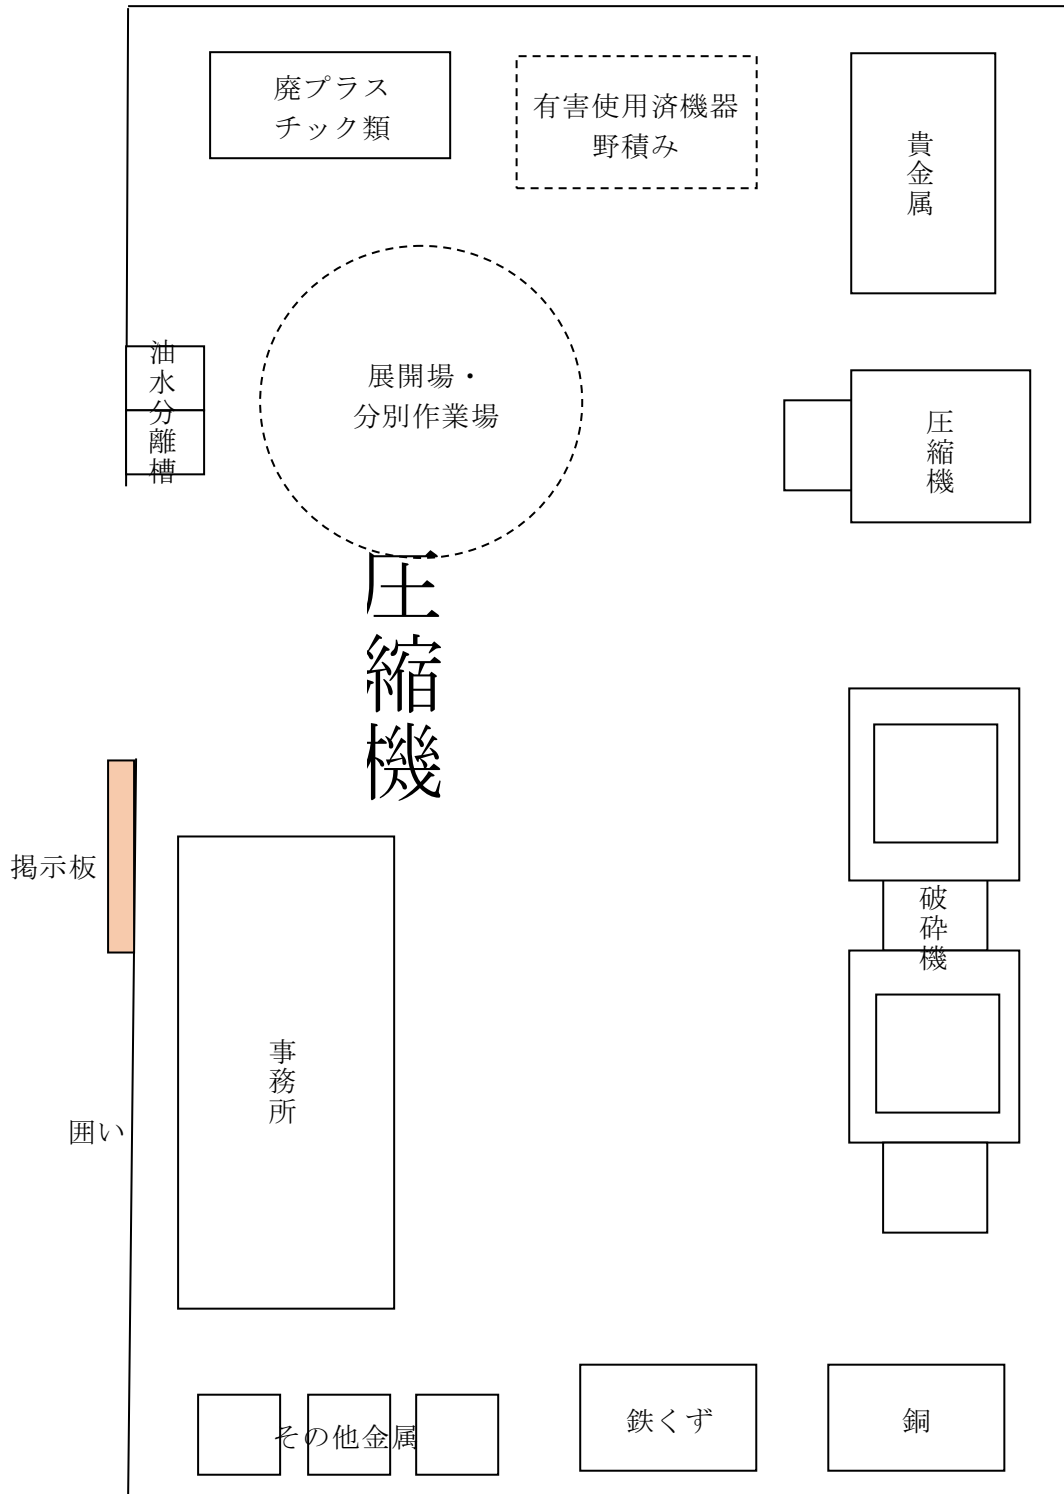 廃プラス
チック類
有害使用済機器
野積み
貴金属
油水分離槽
展開場・
分別作業場
圧縮機
圧縮機
掲示板
破砕機
事務所
囲い
その他金属
鉄くず
銅